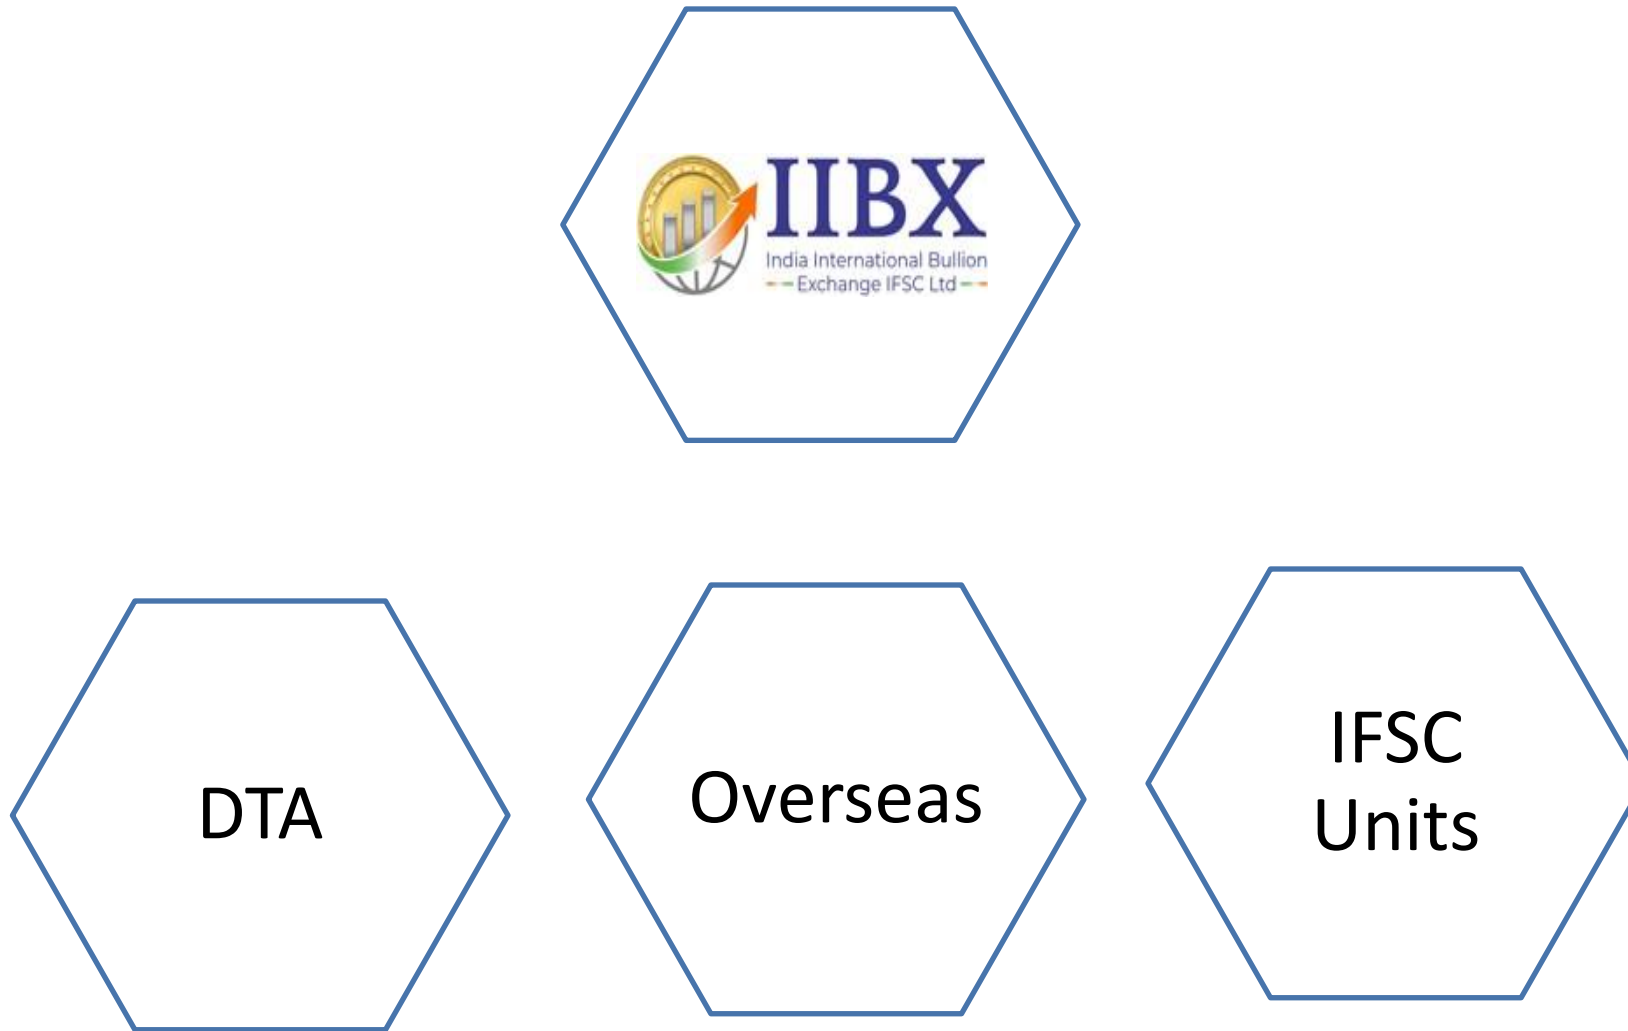 IIBX
India International Bullion
Exchange IFSC Ltd
DTA
Overseas
IFSC
Units